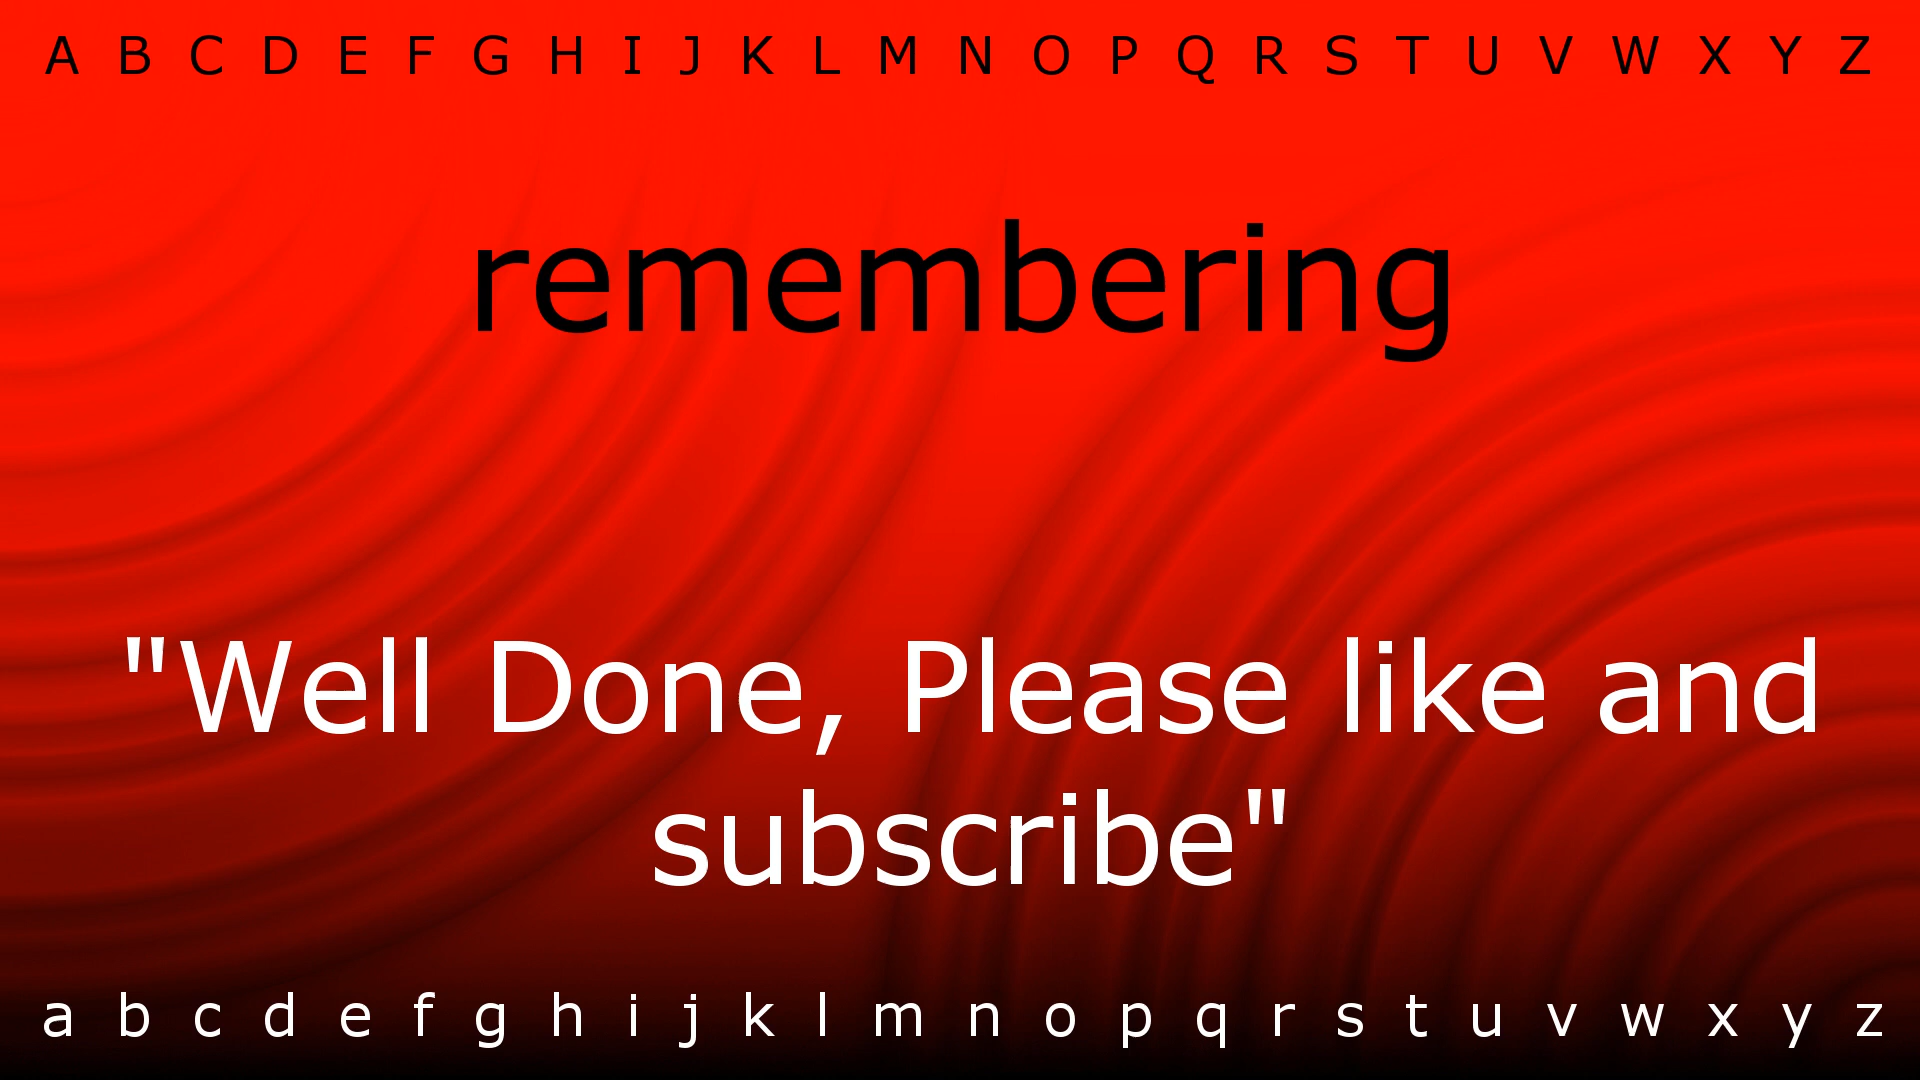 A B C D E F G H I J K L M N O P Q R S T U V W X Y Z
remembering
"Well Done, Please like and
subscribe"
a b c d e f g h i j k l m n o p q r s t u v w x y z